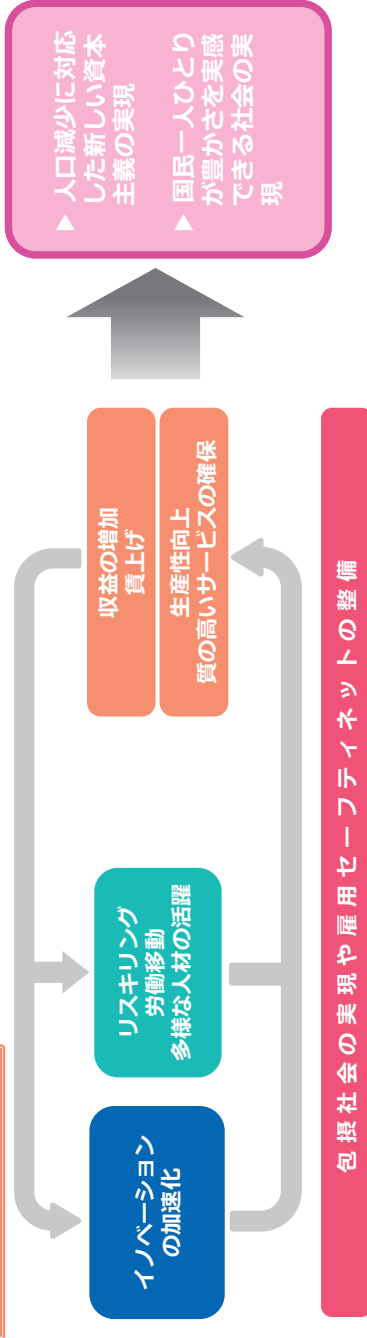 イノベーション
の加速化
リスキリング
労働移動
多様な人材の活躍
収益の増加
賃上げ
生産性向上
質の高いサービスの確保
▶ 人口減少に対応
した新しい資本
主義の実現
▶ 国民一人ひとり
が豊かさを実感
できる社会の実
現
包摂社会の実現や雇用セーフティネットの整備